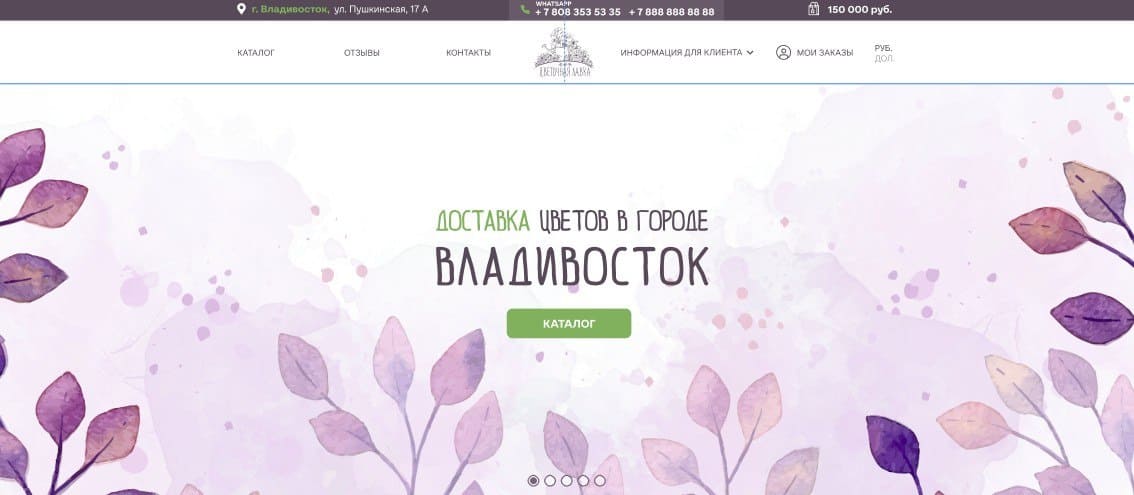 г. Владивосток, ул. Пушкинская, 17 А
WHATSAPP
+ 7 808 353 53 35 + 7 888 888 88 88
150 000 руб.
КАТАЛОГ
ОТЗЫВЫ
КОНТАКТЫ
ЦВЕТОЧНАЯ ЛАВКА
ИНФОРМАЦИЯ ДЛЯ КЛИЕНТА
МОИ ЗАКАЗЫ
РУБ.
ДОЛ.
ДОСТАВКА ЦВЕТОВ В ГОРОДЕ
ВЛАДИВОСТОК
КАТАЛОГ